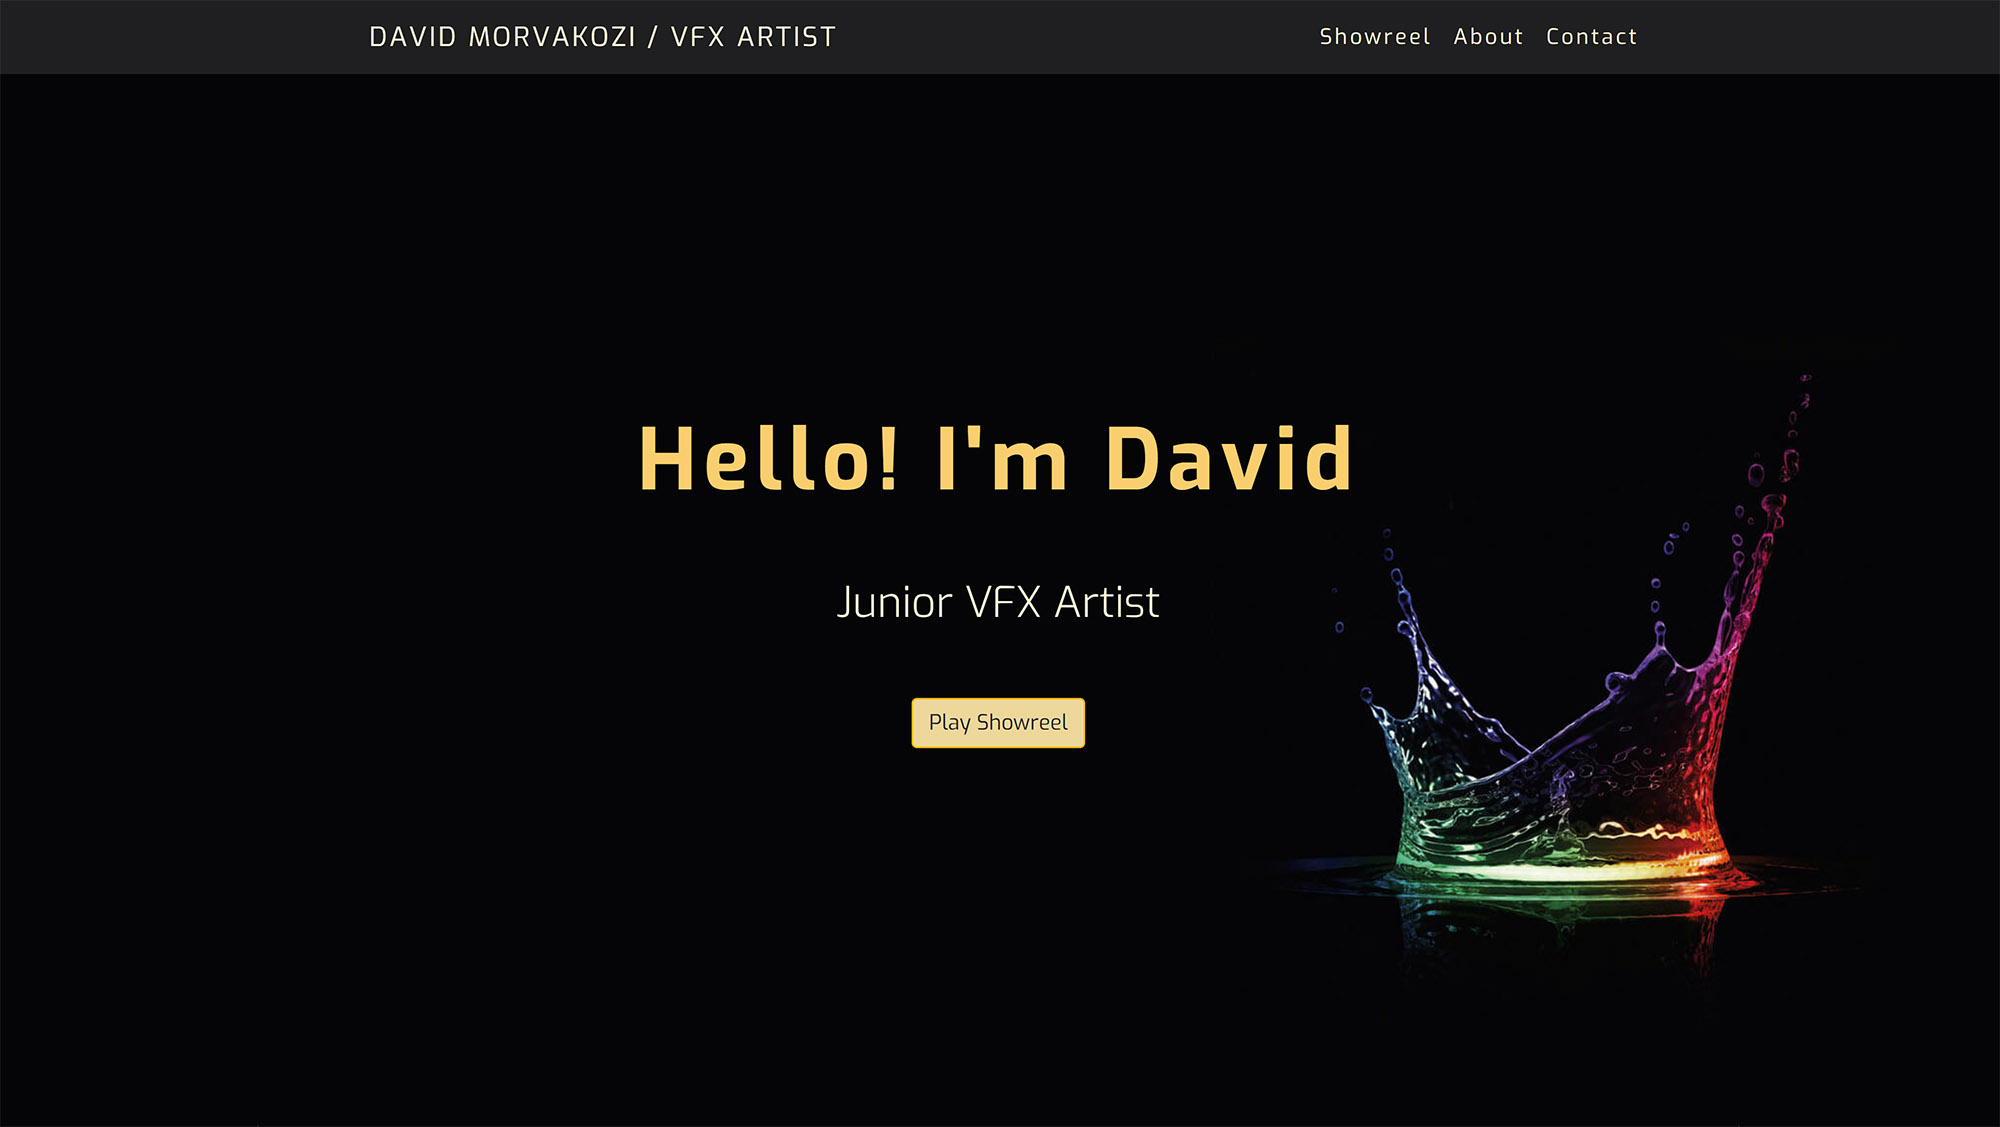 DAVID MORVAKOZI / VFX ARTIST
Showreel About Contact
Hello! I'm David
Junior VFX Artist
Play Showreel